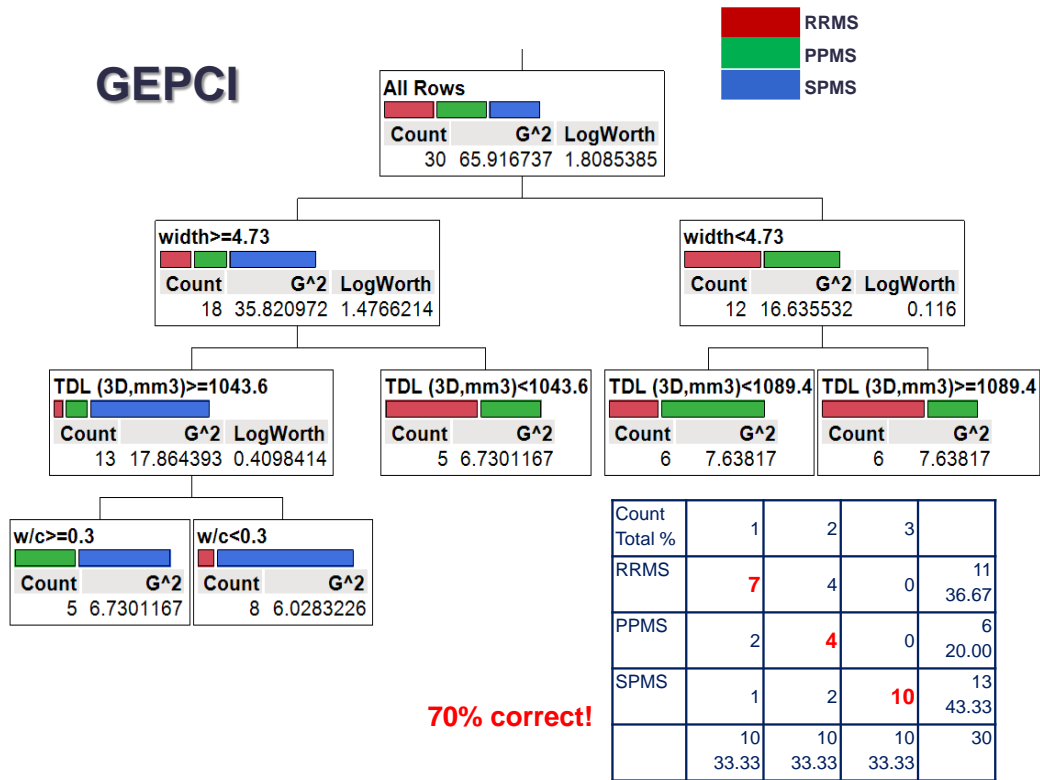 GEPCI
RRMS
PPMS
SPMS
All Rows
Count G^2 LogWorth
30 65.916737 1.8085385
width>=4.73
Count G^2 LogWorth
18 35.820972 1.4766214
width<4.73
Count G^2 LogWorth
12 16.635532 0.116
TDL (3D,mm3)>=1043.6
Count G^2 LogWorth
13 17.864393 0.4098414
TDL (3D,mm3)<1043.6
Count G^2
5 6.7301167
TDL (3D,mm3)<1089.4
Count G^2
6 7.63817
TDL (3D,mm3)>=1089.4
Count G^2
6 7.63817
w/c>=0.3
Count G^2
5 6.7301167
w/c<0.3
Count G^2
8 6.0283226
Count
Total % 1 2 3
RRMS 7 4 0 11
36.67
PPMS 2 4 0 6
20.00
SPMS 1 2 10 13
43.33
10 10 10 30
33.33 33.33 33.33
70% correct!